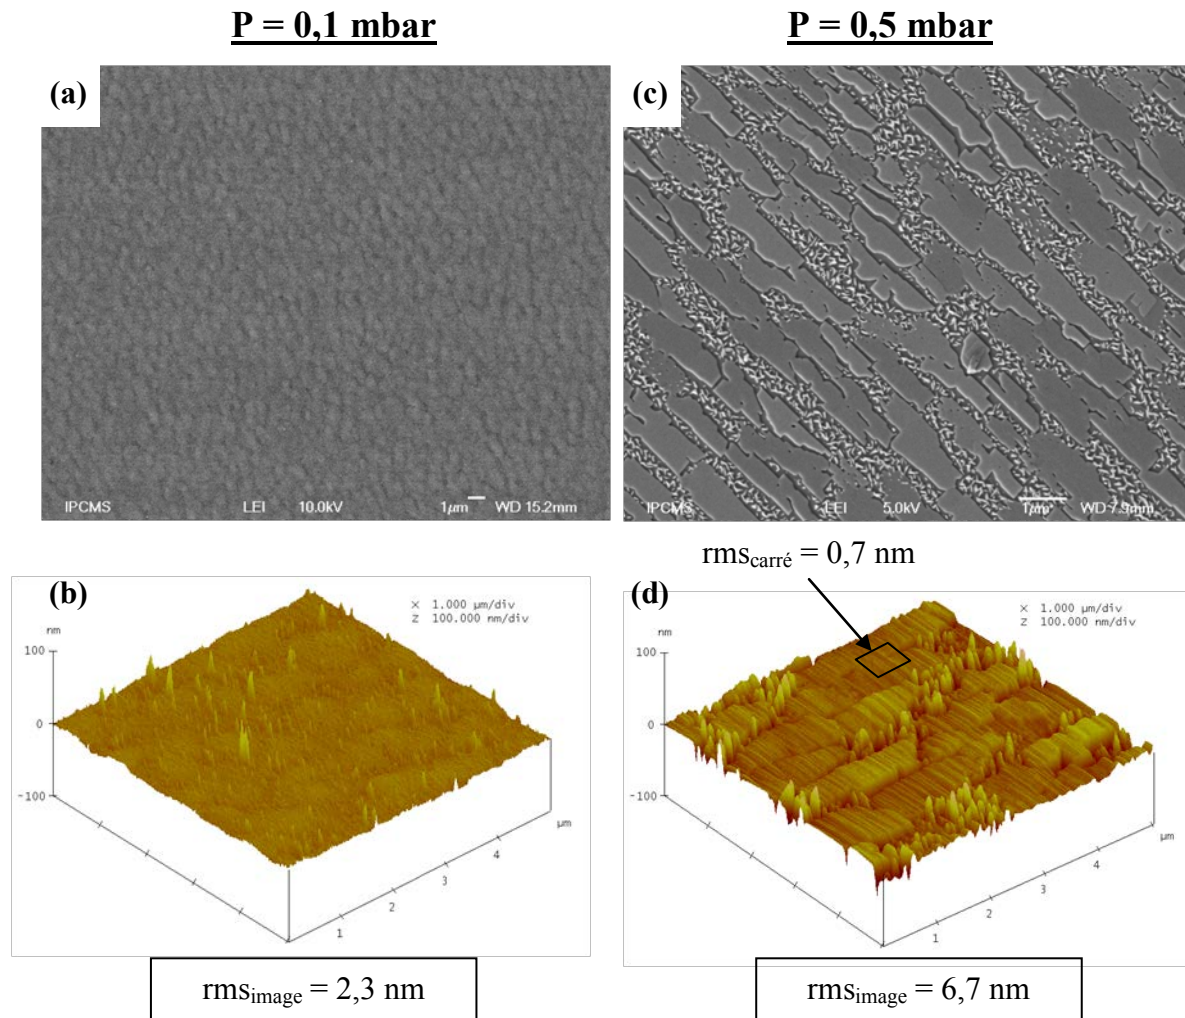 P = 0,1 mbar
P = 0,5 mbar
(a)
(c)
IPCMS LEI 10.0kV 1µm WD 15.2mm
IPCMS LEI 5.0kV 1µm WD 7.9mm
rms_carré = 0,7 nm
(b)
(d)
X 1.000 µm/div
Z 100.000 nm/div
nm
100
0
-100
1
2
3
4
µm
X 1.000 µm/div
Z 100.000 nm/div
nm
100
0
-100
1
2
3
4
µm
rms_image = 2,3 nm
rms_image = 6,7 nm